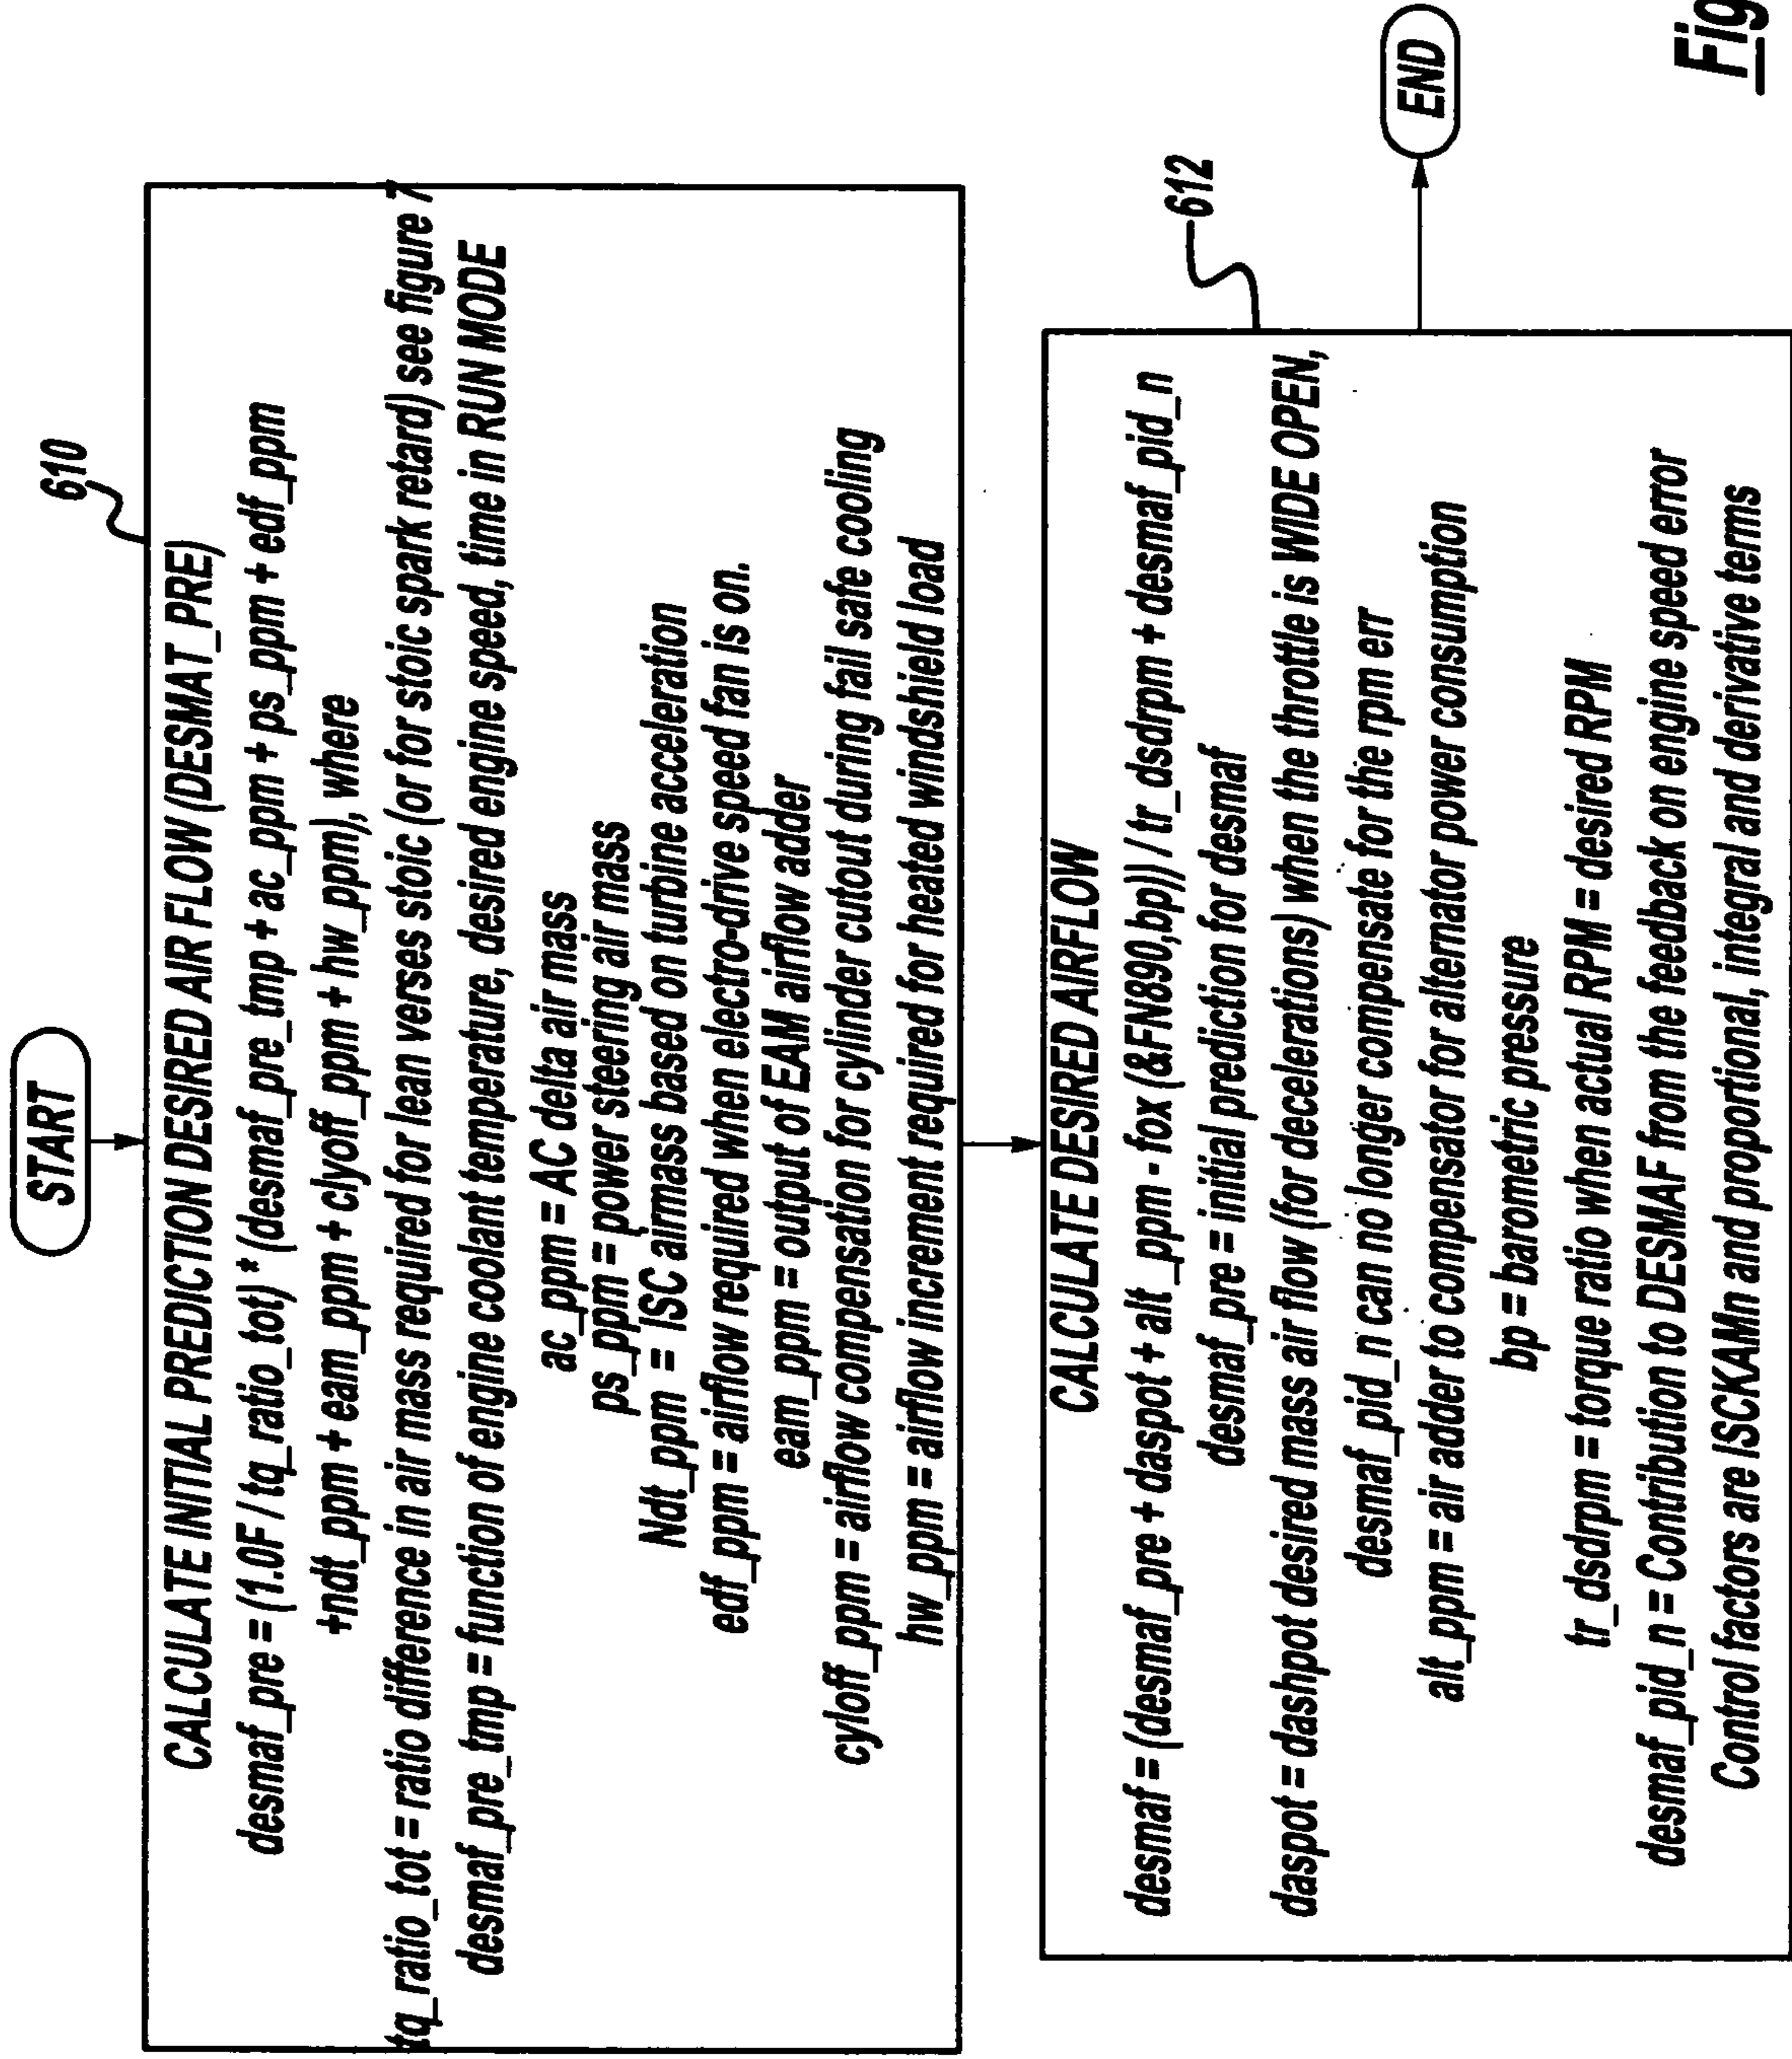 START
610
CALCULATE INITIAL PREDICTION DESIRED AIR FLOW (DESMAT_PRE)
desmaf_pre = (1.0F / tq_ratio_tot) * (desmaf_pre_tmp + ac_ppm + ps_ppm + edf_ppm
+ndt_ppm + eam_ppm + clyoff_ppm + hw_ppm), where
tq_ratio_tot = ratio difference in air mass required for lean verses stoic (or for stoic spark retard) see figure 7
desmaf_pre_tmp = function of engine coolant temperature, desired engine speed, time in RUN MODE
ac_ppm = AC delta air mass
ps_ppm = power steering air mass
Ndt_ppm = ISC airmass based on turbine acceleration
edf_ppm = airflow required when electro-drive speed fan is on.
eam_ppm = output of EAM airflow adder
cyloff_ppm = airflow compensation for cylinder cutout during fail safe cooling
hw_ppm = airflow increment required for heated windshield load
612
CALCULATE DESIRED AIRFLOW
desmaf = (desmaf_pre + daspot + alt_ppm - fox (&FN890,bp)) / tr_dsdrpm + desmaf_pid_n
desmaf_pre = initial prediction for desmaf
daspot = dashpot desired mass air flow (for decelerations) when the throttle is WIDE OPEN,
desmaf_pid_n can no longer compensate for the rpm err
alt_ppm = air adder to compensator for alternator power consumption
bp = barometric pressure
tr_dsdrpm = torque ratio when actual RPM = desired RPM
desmaf_pid_n = Contribution to DESMAF from the feedback on engine speed error
Control factors are ISCKAMn and proportional, integral and derivative terms
END
Fig